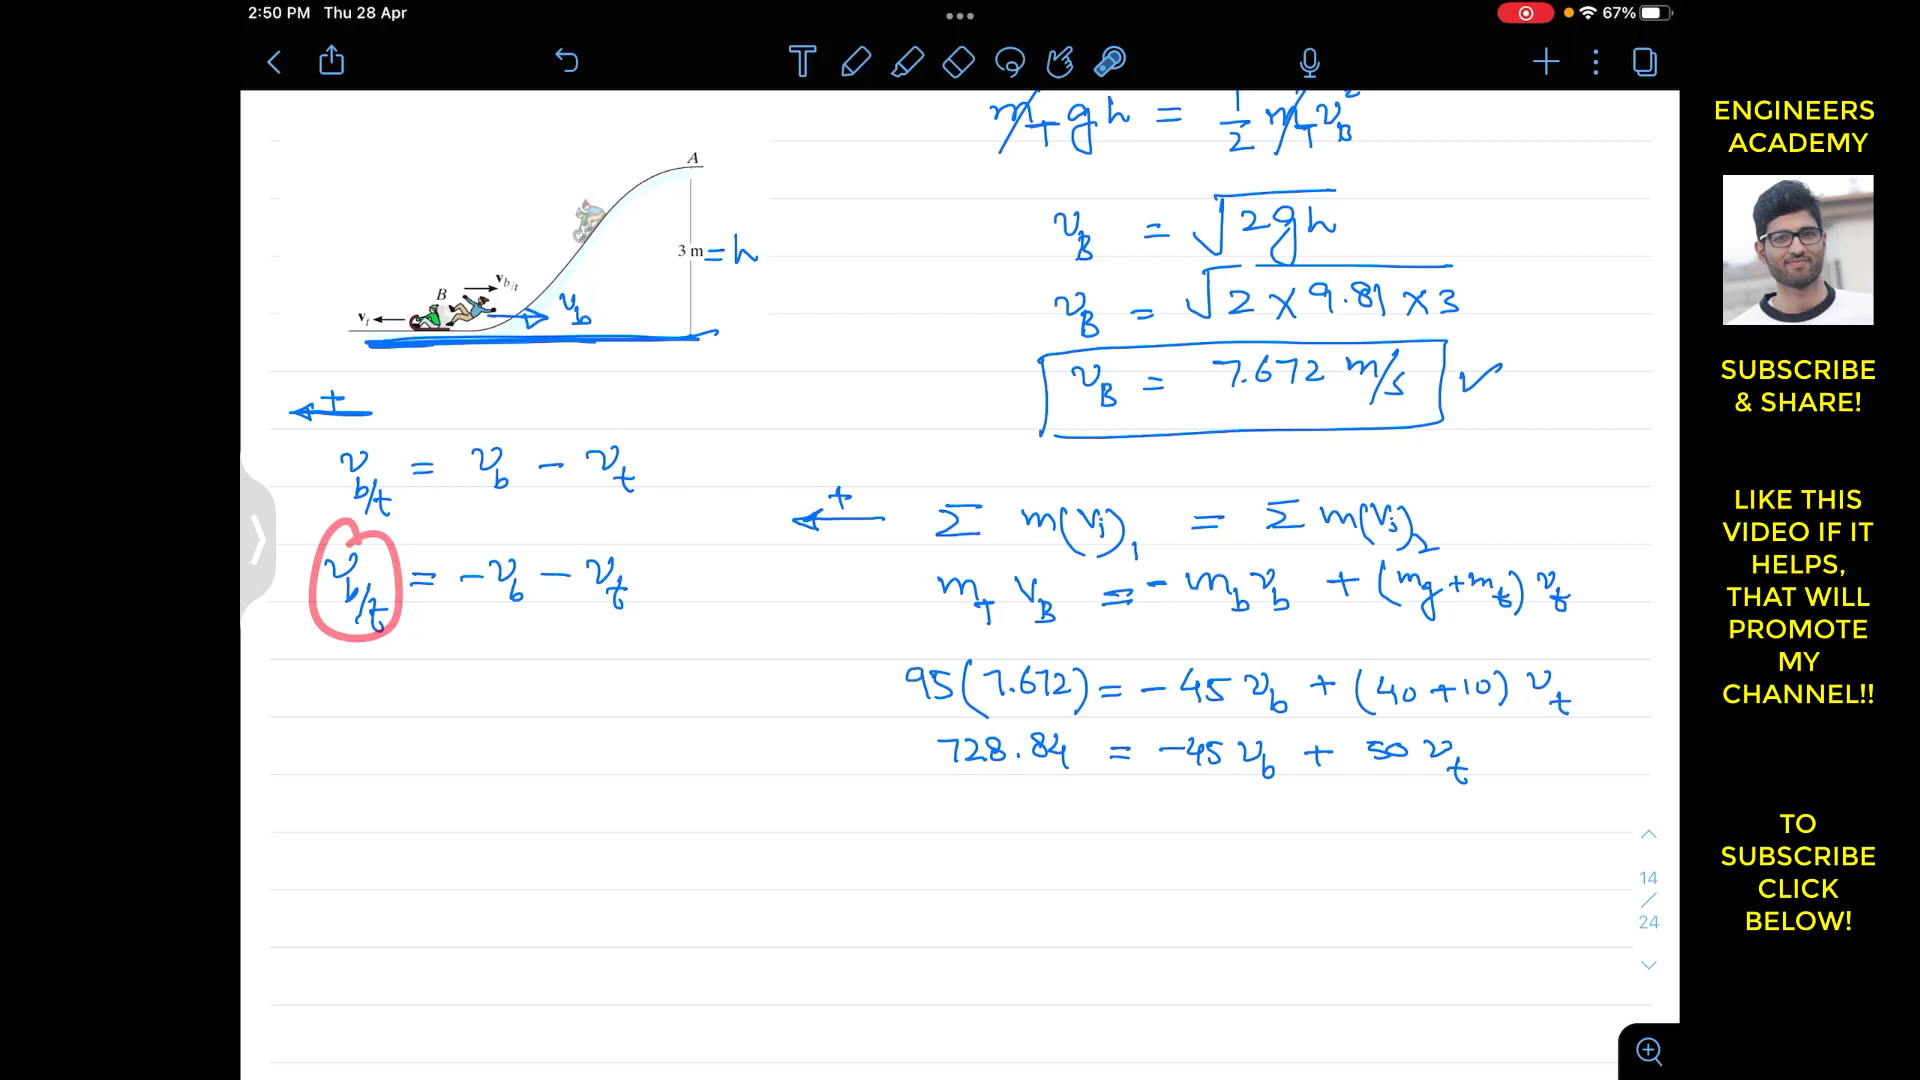 2:50 PM Thu 28 Apr
67%
m_T g h = 1/2 m_T v_B^2
v_B = √2gh
v_B = √2 × 9.81 × 3
v_B = 7.672 m/s ✓
A
3 m = h
B
v_b/t
v_t
v_b
+
v_b/t = v_b - v_t
v_b/t = -v_b - v_t
+
Σ m(v_i)_1 = Σ m(v_i)_2
m_T v_B = - m_b v_b + (m_g + m_t) v_t
95(7.672) = - 45 v_b + (40 + 10) v_t
728.84 = -45 v_b + 50 v_t
14
/
24
ENGINEERS
ACADEMY
SUBSCRIBE
& SHARE!
LIKE THIS
VIDEO IF IT
HELPS,
THAT WILL
PROMOTE
MY
CHANNEL!!
TO
SUBSCRIBE
CLICK
BELOW!